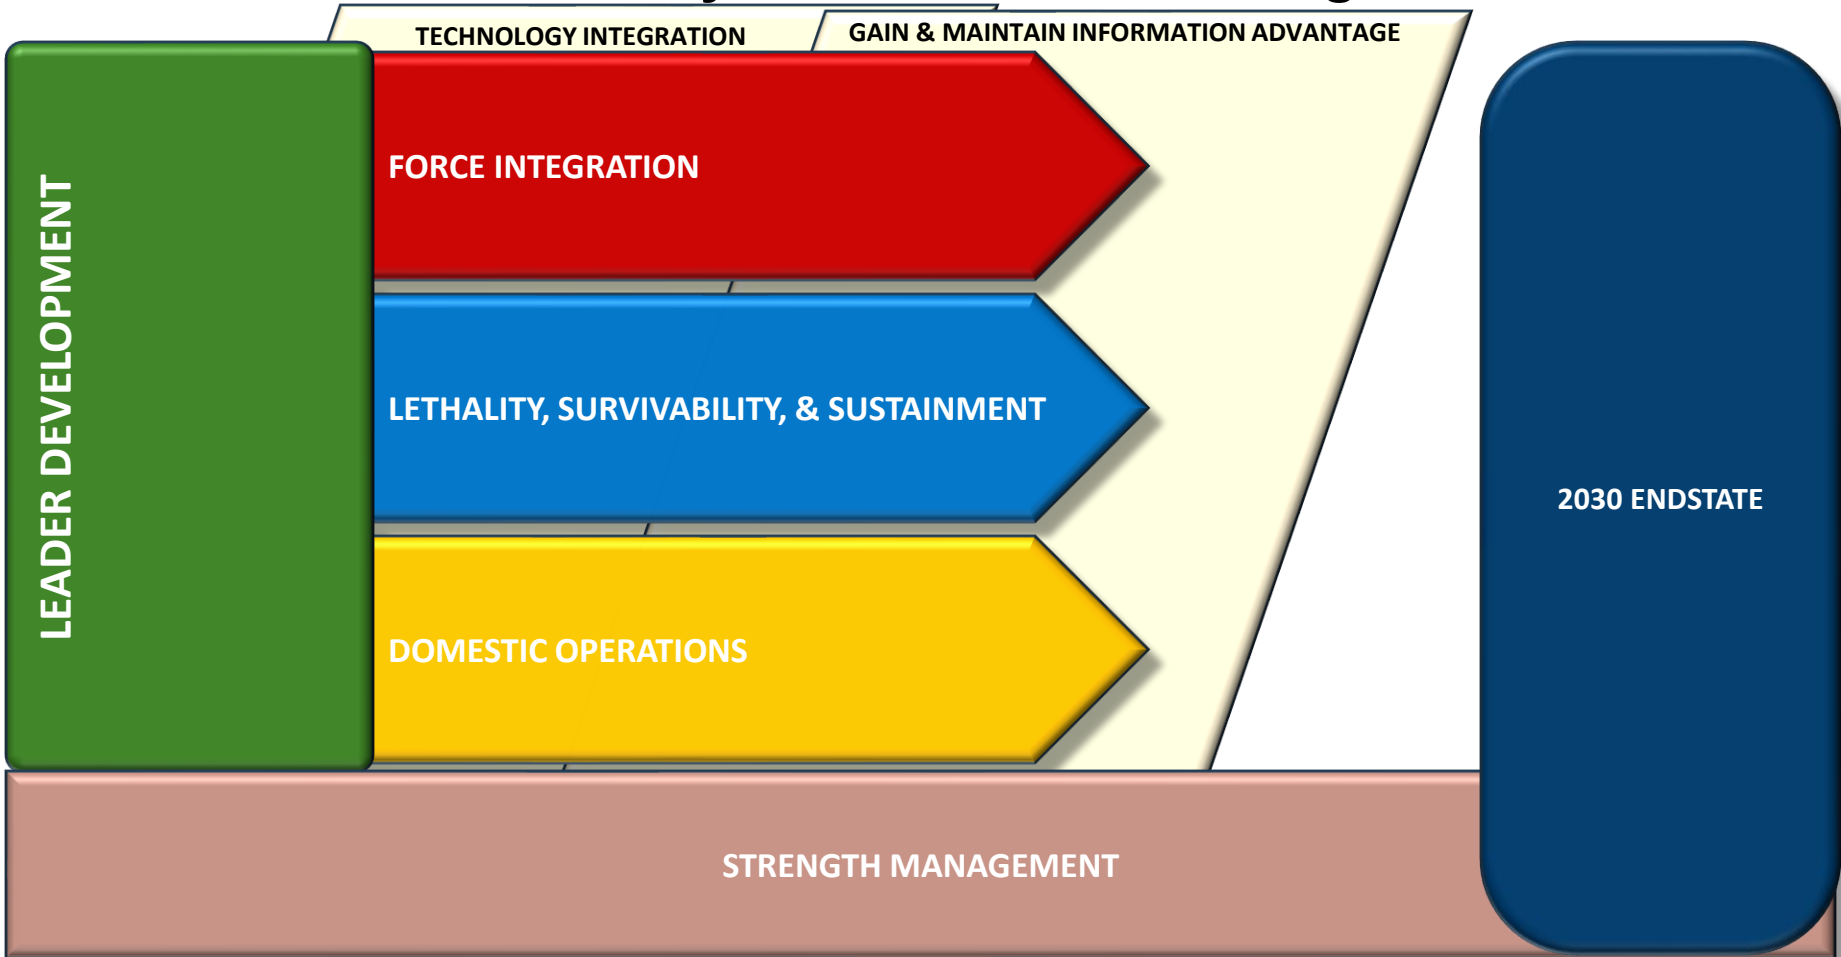 TECHNOLOGY INTEGRATION
GAIN & MAINTAIN INFORMATION ADVANTAGE
LEADER DEVELOPMENT
FORCE INTEGRATION
LETHALITY, SURVIVABILITY, & SUSTAINMENT
DOMESTIC OPERATIONS
2030 ENDSTATE
STRENGTH MANAGEMENT